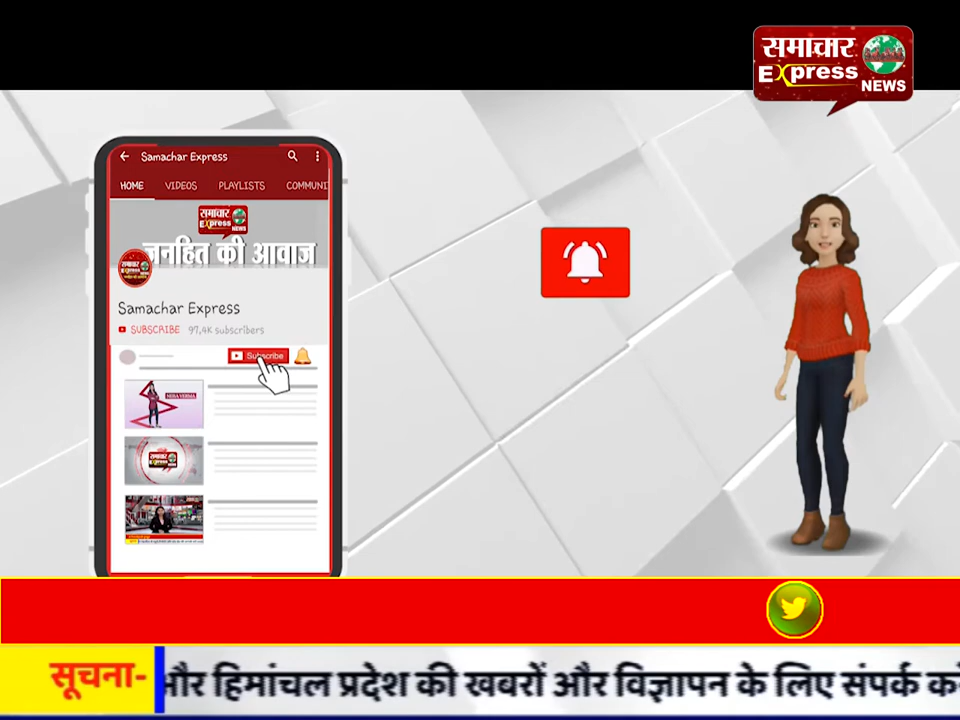 समाचार
Express
NEWS
Samachar Express
HOME VIDEOS PLAYLISTS COMMUNI
समाचार
Express
NEWS
जनहित की आवाज
Samachar Express
SUBSCRIBE 97,4K subscribers
Subscribe
सूचना- और हिमांचल प्रदेश की खबरों और विज्ञापन के लिए संपर्क करें